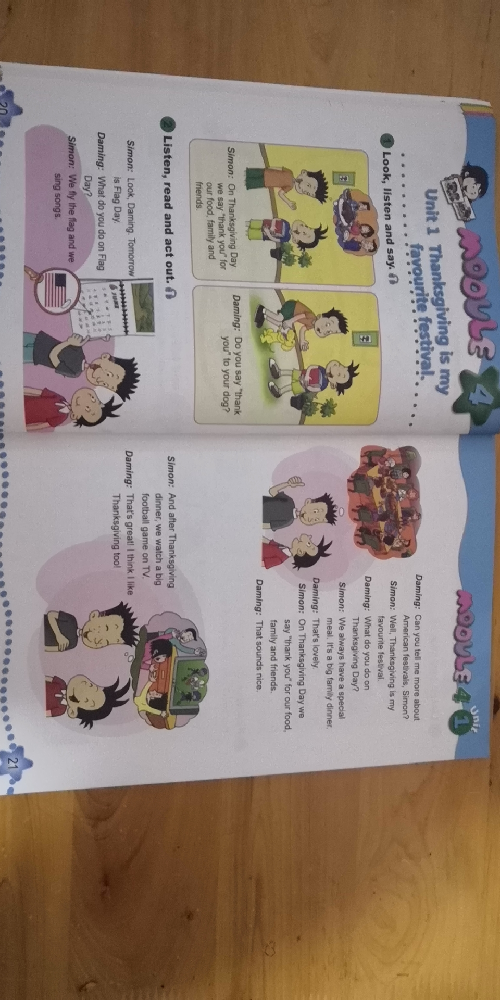 MODULE 4
Unit 1 Thanksgiving is my
favourite festival.
1 Look, listen and say.
Simon: On Thanksgiving Day
we say "thank you" for
our food, family and
friends.
Daming: Do you say "thank
you" to your dog?
2 Listen, read and act out.
Simon: Look, Daming. Tomorrow
is Flag Day.
Daming: What do you do on Flag
Day?
Simon: We fly the flag and we
sing songs.
6 JUNE
20
MODULE 4 Unit 1
Daming: Can you tell me more about
American festivals, Simon?
Simon: Well, Thanksgiving is my
favourite festival.
Daming: What do you do on
Thanksgiving Day?
Simon: We always have a special
meal. It's a big family dinner.
Daming: That's lovely.
Simon: On Thanksgiving Day we
say "thank you" for our food,
family and friends.
Daming: That sounds nice.
Simon: And after Thanksgiving
dinner, we watch a big
football game on TV.
Daming: That's great! I think I like
Thanksgiving too!
21